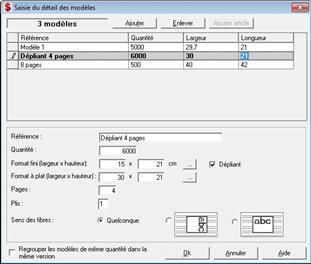 Saisie du détail des modèles
3 modèles Ajouter Enlever Ajouter article
Référence Quantité Largeur Longueur
Modèle 1 5000 29,7 21
Dépliant 4 pages 6000 30 21
8 pages 500 40 42
Référence : Dépliant 4 pages
Quantité : 6000
Format fini (largeur x hauteur) : 15 x 21 cm ... Dépliant
Format à plat (largeur x hauteur) : 30 x 21 ...
Pages : 4
Plis : 1
Sens des fibres : Quelconque abc abc
Regrouper les modèles de même quantité dans la
même version
Ok Annuler Aide